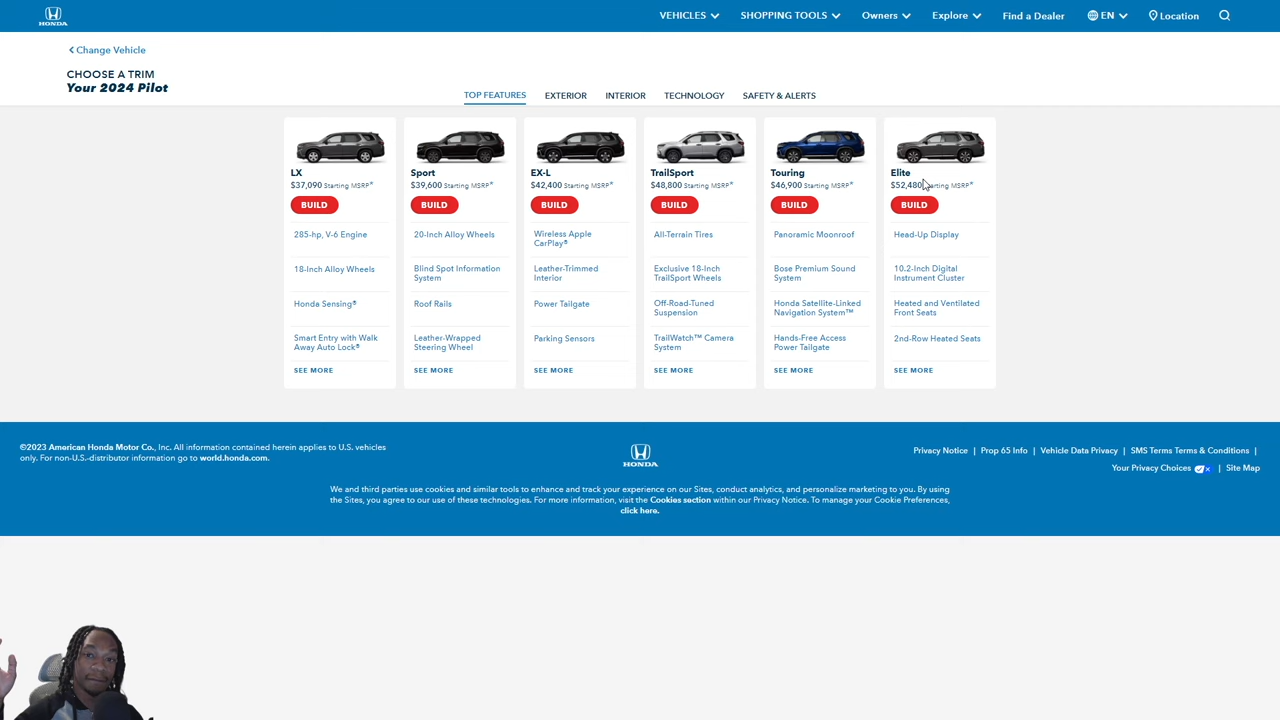 HONDA
VEHICLES
SHOPPING TOOLS
Owners
Explore
Find a Dealer
EN
Location
Change Vehicle
CHOOSE A TRIM
Your 2024 Pilot
TOP FEATURES
EXTERIOR
INTERIOR
TECHNOLOGY
SAFETY & ALERTS
LX
$37,090 Starting MSRP*
BUILD
285-hp, V-6 Engine
18-Inch Alloy Wheels
Honda Sensing®
Smart Entry with Walk
Away Auto Lock®
SEE MORE
Sport
$39,600 Starting MSRP*
BUILD
20-Inch Alloy Wheels
Blind Spot Information
System
Roof Rails
Leather-Wrapped
Steering Wheel
SEE MORE
EX-L
$42,400 Starting MSRP*
BUILD
Wireless Apple
CarPlay®
Leather-Trimmed
Interior
Power Tailgate
Parking Sensors
SEE MORE
TrailSport
$48,800 Starting MSRP*
BUILD
All-Terrain Tires
Exclusive 18-Inch
TrailSport Wheels
Off-Road-Tuned
Suspension
TrailWatch™ Camera
System
SEE MORE
Touring
$46,900 Starting MSRP*
BUILD
Panoramic Moonroof
Bose Premium Sound
System
Honda Satellite-Linked
Navigation System™
Hands-Free Access
Power Tailgate
SEE MORE
Elite
$52,480 Starting MSRP*
BUILD
Head-Up Display
10.2-Inch Digital
Instrument Cluster
Heated and Ventilated
Front Seats
2nd-Row Heated Seats
SEE MORE
©2023 American Honda Motor Co., Inc. All information contained herein applies to U.S. vehicles
only. For non-U.S.-distributor information go to world.honda.com.
HONDA
Privacy Notice | Prop 65 Info | Vehicle Data Privacy | SMS Terms Terms & Conditions |
Your Privacy Choices | Site Map
We and third parties use cookies and similar tools to enhance and track your experience on our Sites, conduct analytics, and personalize marketing to you. By using
the Sites, you agree to our use of these technologies. For more information, visit the Cookies section within our Privacy Notice. To manage your Cookie Preferences,
click here.